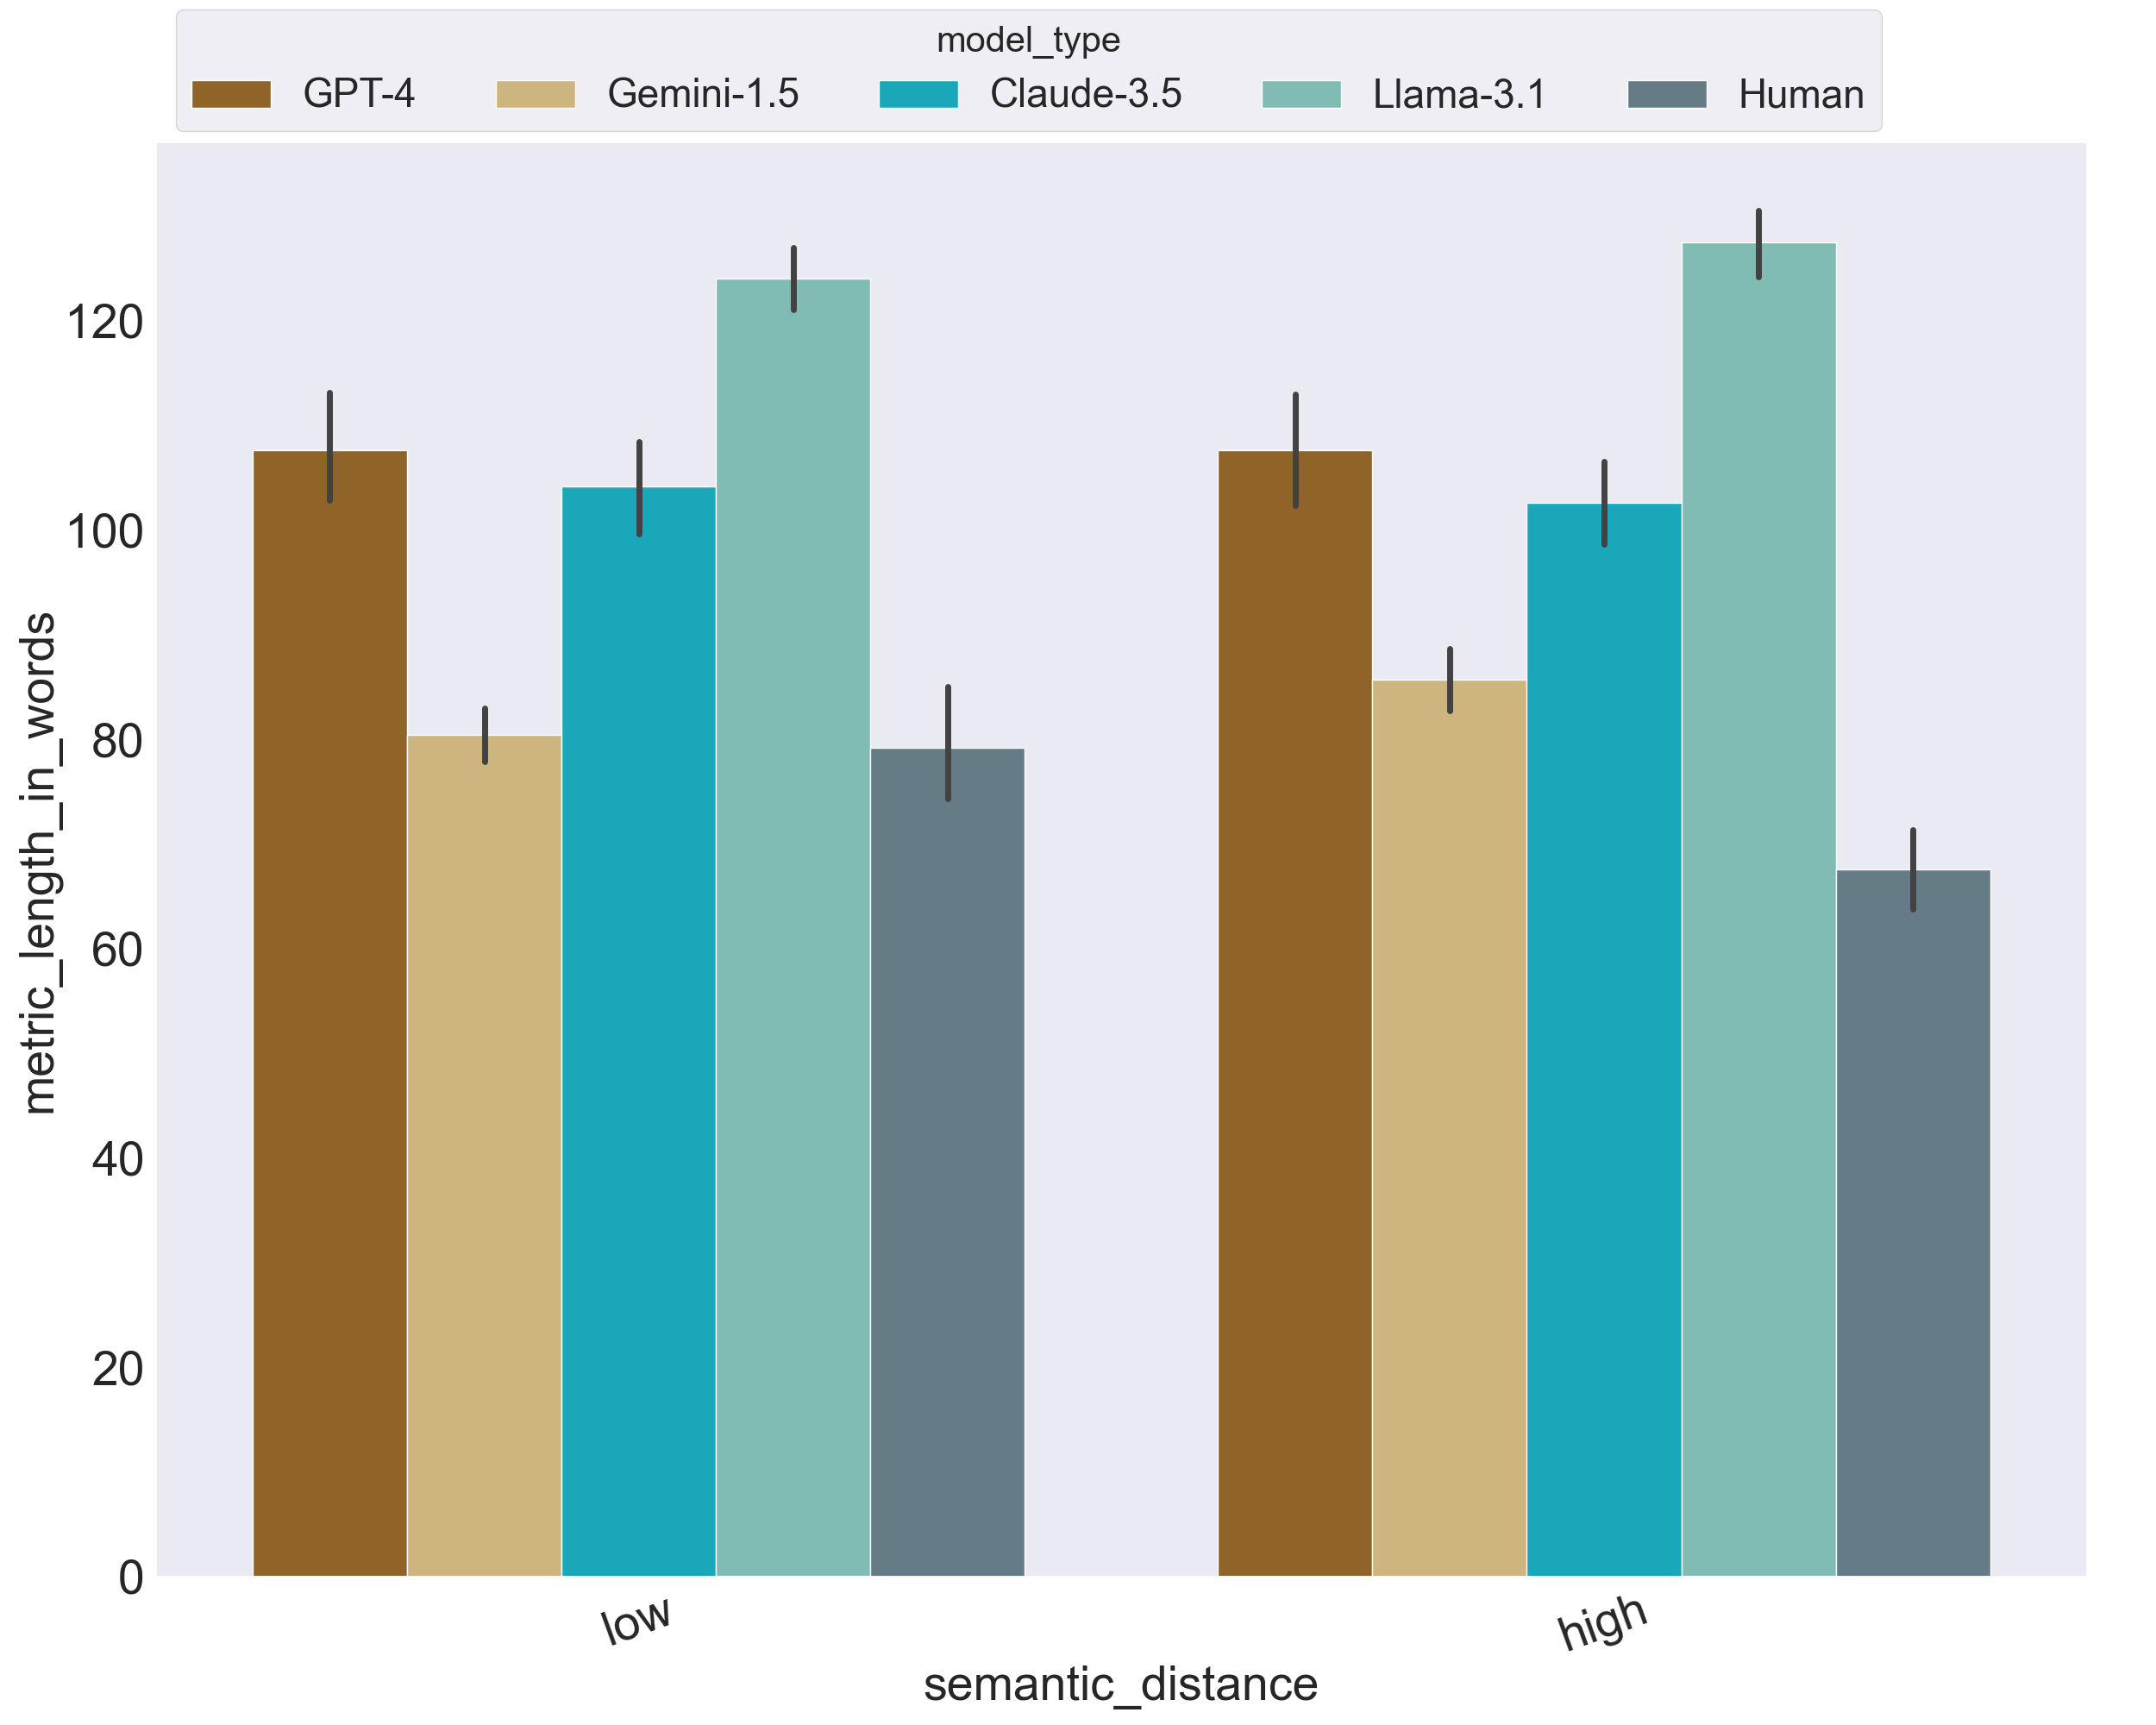 model_type
GPT-4 Gemini-1.5 Claude-3.5 Llama-3.1 Human
metric_length_in_words
120
100
80
60
40
20
0
low high
semantic_distance